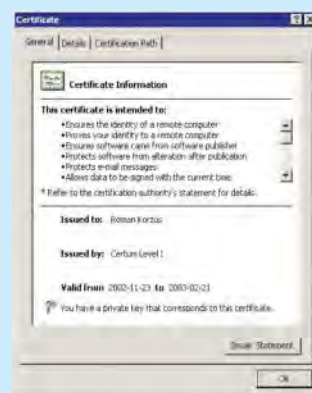 Certificate
General Details Certification Path
Certificate Information
This certificate is intended to:
•Ensures the identity of a remote computer
•Proves your identity to a remote computer
•Ensures software came from software publisher
•Protects software from alteration after publication
•Protects e-mail messages
•Allows data to be signed with the current time
* Refer to the certification authority's statement for details.
Issued to: Roman Korzus
Issued by: Certum Level I
Valid from 2002-11-23 to 2003-02-21
You have a private key that corresponds to this certificate.
Issuer Statement
OK